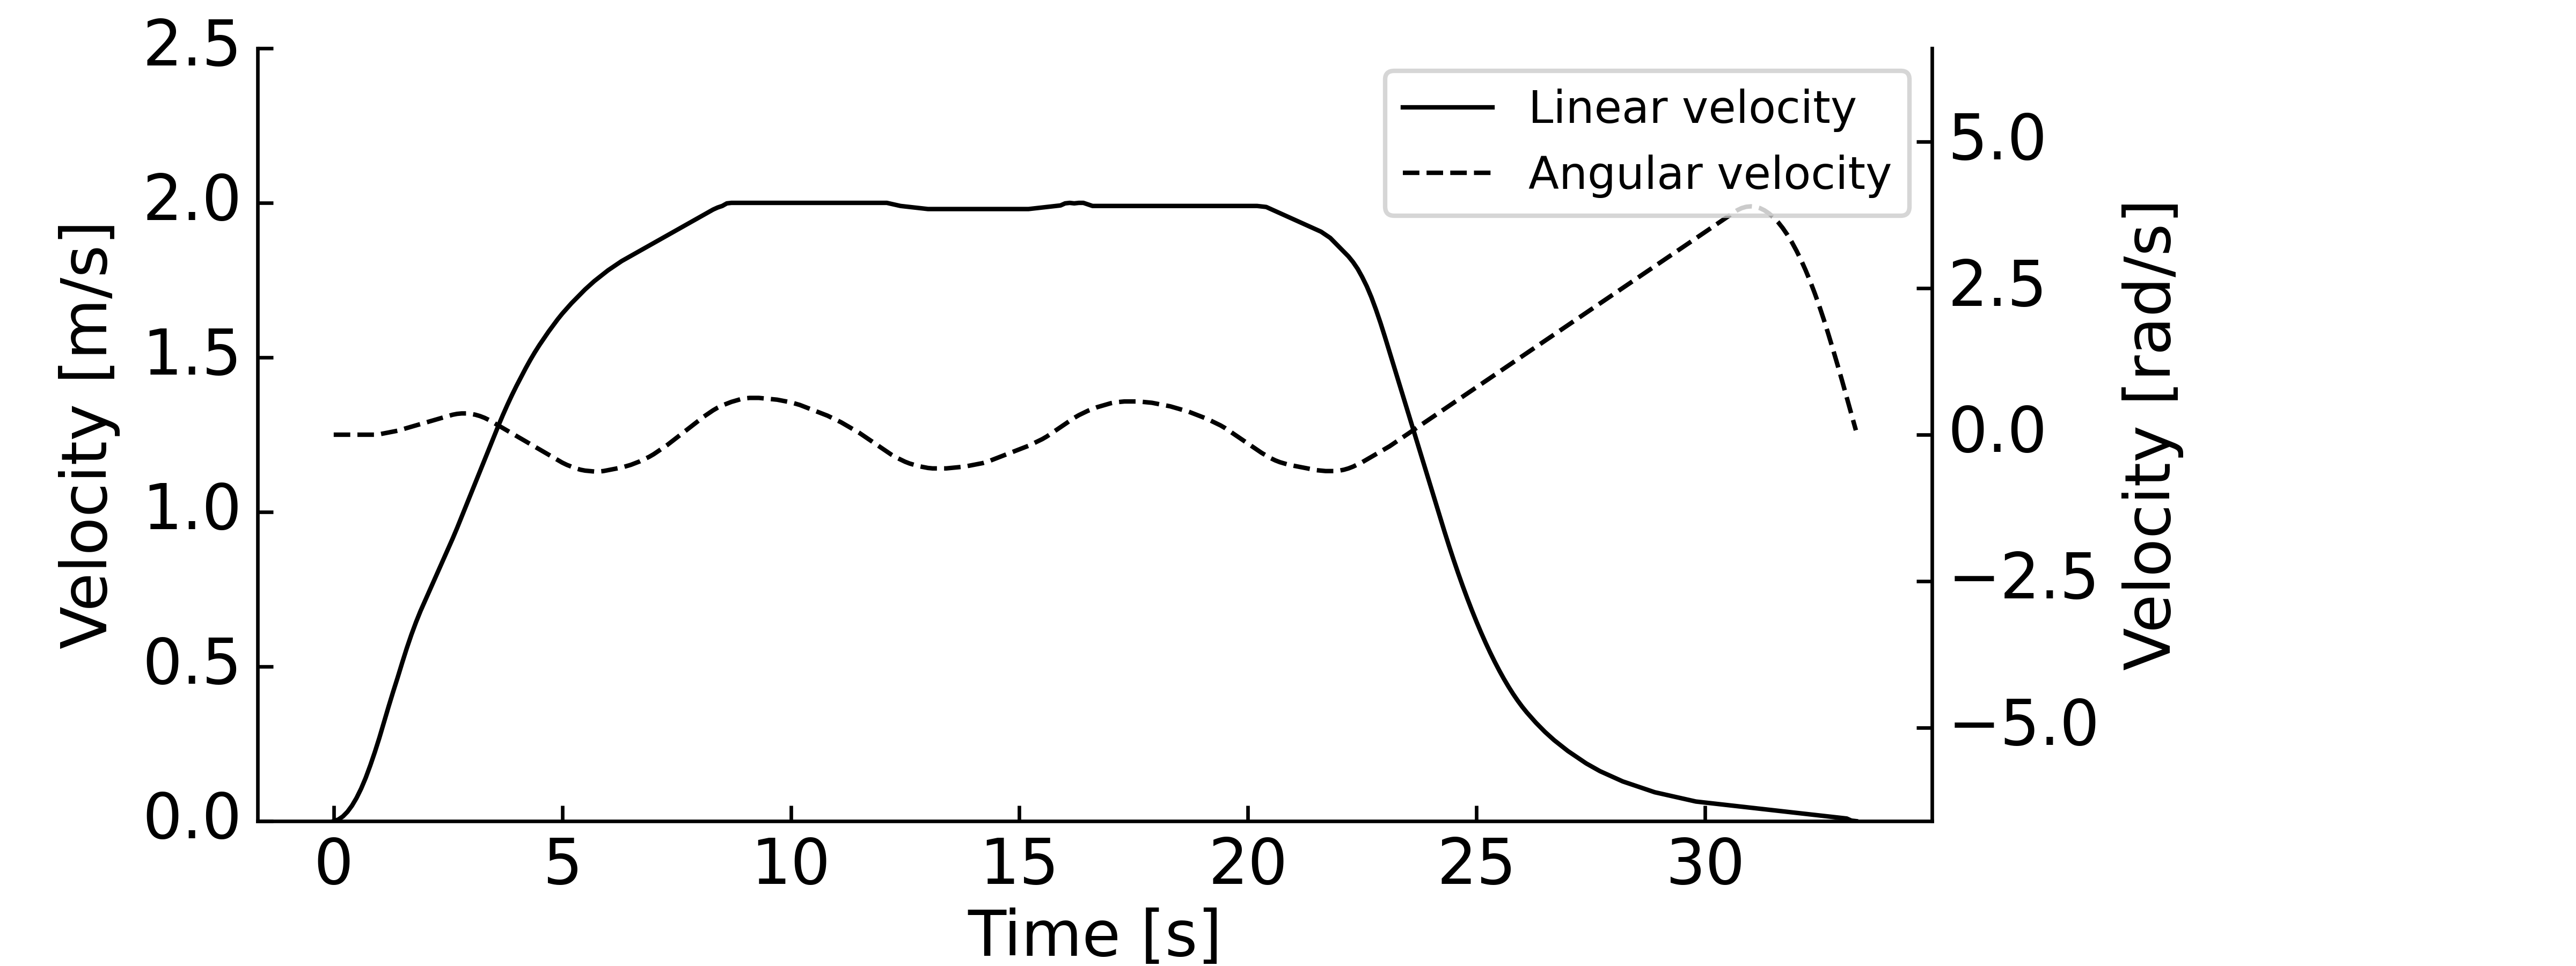 Velocity [m/s]
2.5
2.0
1.5
1.0
0.5
0.0
0 5 10 15 20 25 30
Time [s]
Linear velocity
Angular velocity
5.0
2.5
0.0
−2.5
−5.0
Velocity [rad/s]